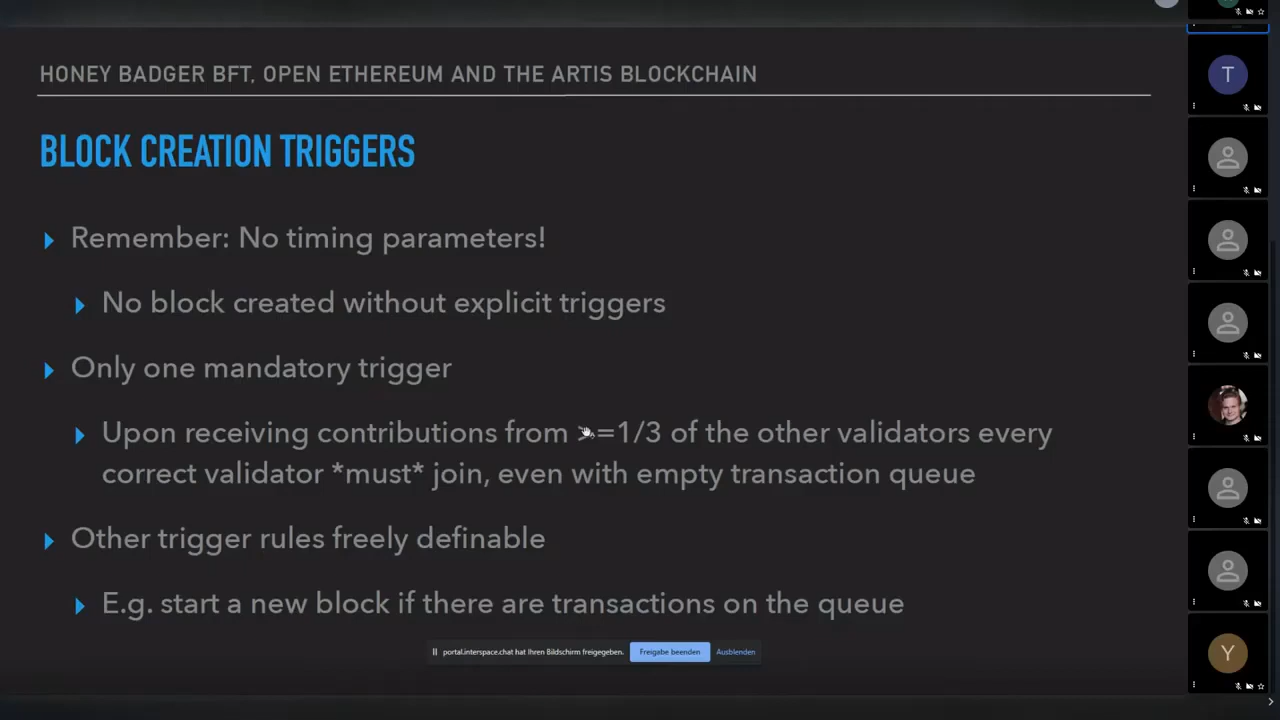 HONEY BADGER BFT, OPEN ETHEREUM AND THE ARTIS BLOCKCHAIN
BLOCK CREATION TRIGGERS
Remember: No timing parameters!
No block created without explicit triggers
Only one mandatory trigger
Upon receiving contributions from >=1/3 of the other validators every
correct validator *must* join, even with empty transaction queue
Other trigger rules freely definable
E.g. start a new block if there are transactions on the queue
portal.interspace.chat hat Ihren Bildschirm freigegeben.
Freigabe beenden
Ausblenden
T
Y